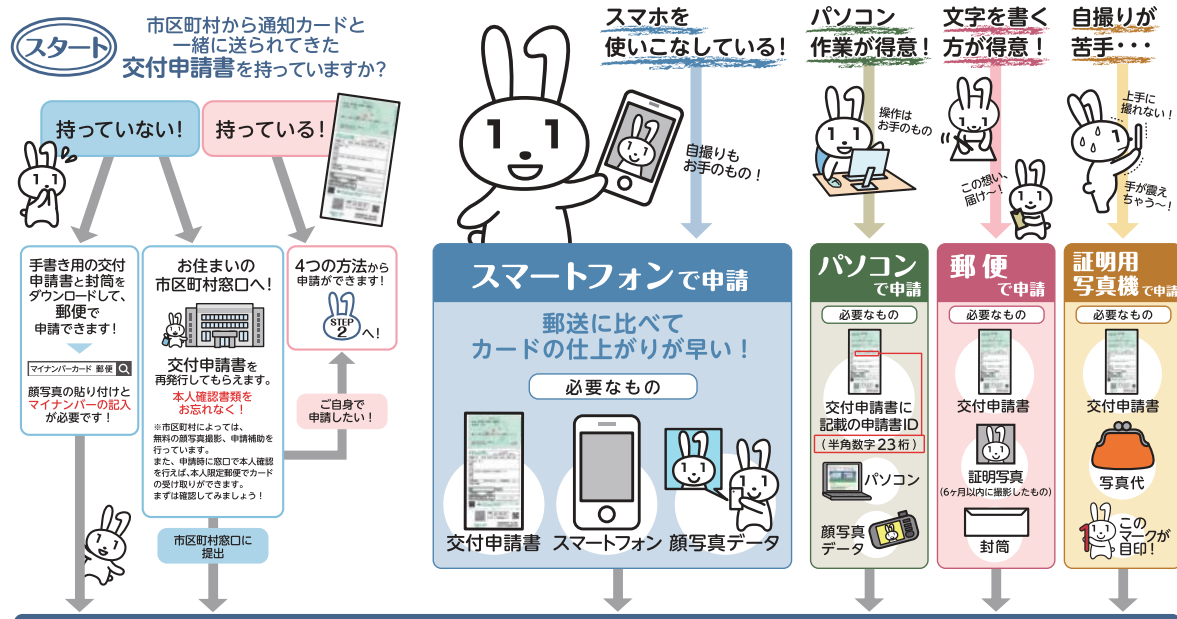 スタート
市区町村から通知カードと
一緒に送られてきた
交付申請書を持っていますか?
持っていない!
持っている!
手書き用の交付
申請書と封筒を
ダウンロードして、
郵便で
申請できます!
マイナンバーカード 郵便
顔写真の貼り付けと
マイナンバーの記入
が必要です!
お住まいの
市区町村窓口へ!
交付申請書を
再発行してもらえます。
本人確認書類を
お忘れなく!
※市区町村によっては、
無料の顔写真撮影、申請補助を
行っています。
また、申請時に窓口で本人確認
を行えば、本人限定郵便でカード
の受け取りができます。
まずは確認してみましょう!
市区町村窓口に
提出
4つの方法から
申請ができます!
STEP
2
へ!
ご自身で
申請したい!
スマホを
使いこなしている!
自撮りも
お手のもの!
スマートフォンで申請
郵送に比べて
カードの仕上がりが早い!
必要なもの
交付申請書
スマートフォン
顔写真データ
パソコン
作業が得意!
操作は
お手のもの
パソコン
で申請
必要なもの
交付申請書に
記載の申請書ID
(半角数字23桁)
パソコン
顔写真
データ
文字を書く
方が得意!
この想い、
届け〜!
郵便
で申請
必要なもの
交付申請書
証明写真
(6ヶ月以内に撮影したもの)
封筒
自撮りが
苦手・・・
上手に
撮れない!
手が震え
ちゃう〜!
証明用
写真機で申請
必要なもの
交付申請書
写真代
この
マークが
目印!